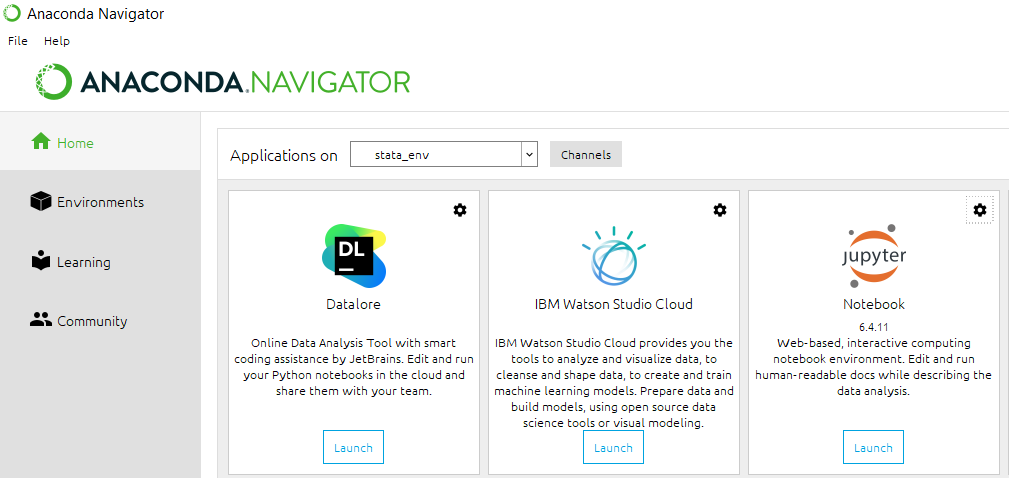 Anaconda Navigator
File Help
ANACONDA.NAVIGATOR
Home
Environments
Learning
Community
Applications on stata_env Channels
DL
Datalore
Online Data Analysis Tool with smart
coding assistance by JetBrains. Edit and run
your Python notebooks in the cloud and
share them with your team.
Launch
IBM Watson Studio Cloud
IBM Watson Studio Cloud provides you the
tools to analyze and visualize data, to
cleanse and shape data, to create and train
machine learning models. Prepare data and
build models, using open source data
science tools or visual modeling.
Launch
jupyter
Notebook
6.4.11
Web-based, interactive computing
notebook environment. Edit and run
human-readable docs while describing the
data analysis.
Launch